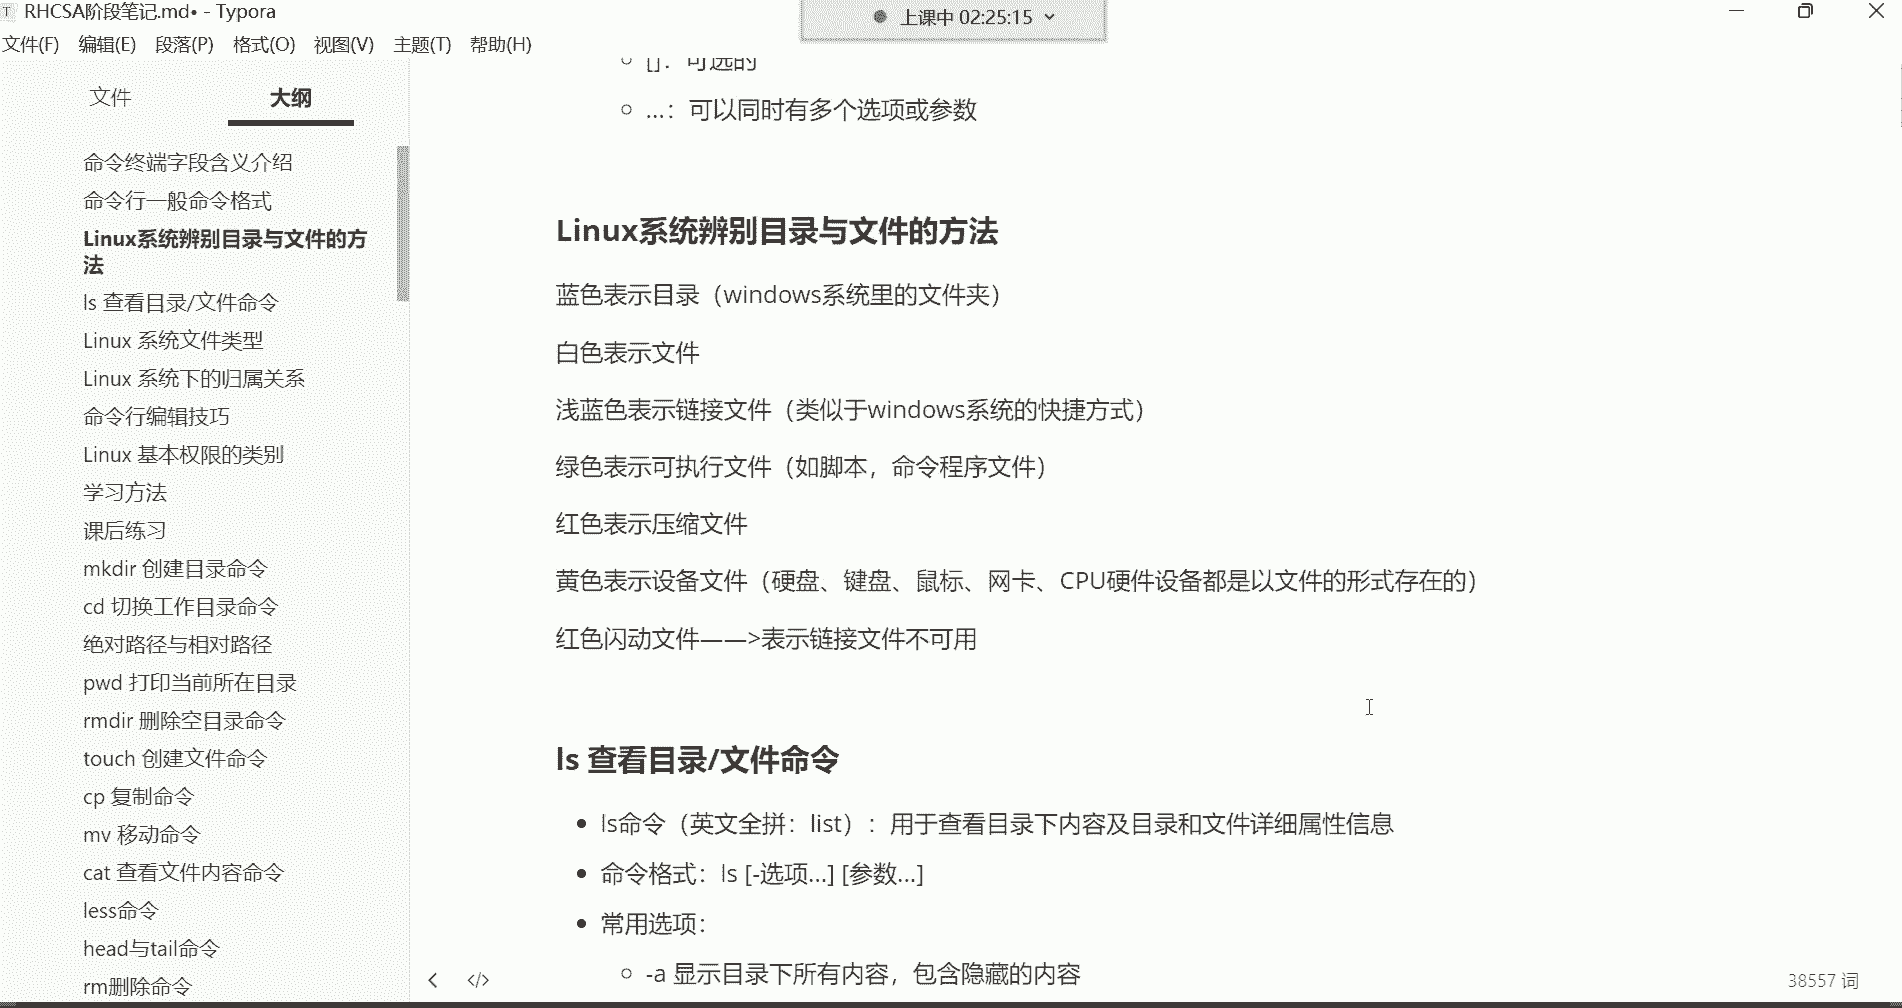 RHCSA阶段笔记.md• - Typora
上课中 02:25:15
文件(F) 编辑(E) 段落(P) 格式(O) 视图(V) 主题(T) 帮助(H)
文件 大纲
命令终端字段含义介绍
命令行一般命令格式
Linux系统辨别目录与文件的方
法
ls 查看目录/文件命令
Linux 系统文件类型
Linux 系统下的归属关系
命令行编辑技巧
Linux 基本权限的类别
学习方法
课后练习
mkdir 创建目录命令
cd 切换工作目录命令
绝对路径与相对路径
pwd 打印当前所在目录
rmdir 删除空目录命令
touch 创建文件命令
cp 复制命令
mv 移动命令
cat 查看文件内容命令
less命令
head与tail命令
rm删除命令
[]：可选的
...：可以同时有多个选项或参数
Linux系统辨别目录与文件的方法
蓝色表示目录（windows系统里的文件夹）
白色表示文件
浅蓝色表示链接文件（类似于windows系统的快捷方式）
绿色表示可执行文件（如脚本，命令程序文件）
红色表示压缩文件
黄色表示设备文件（硬盘、键盘、鼠标、网卡、CPU硬件设备都是以文件的形式存在的）
红色闪动文件——>表示链接文件不可用
ls 查看目录/文件命令
ls命令（英文全拼：list）：用于查看目录下内容及目录和文件详细属性信息
命令格式：ls [-选项...] [参数...]
常用选项：
-a 显示目录下所有内容，包含隐藏的内容
38557 词